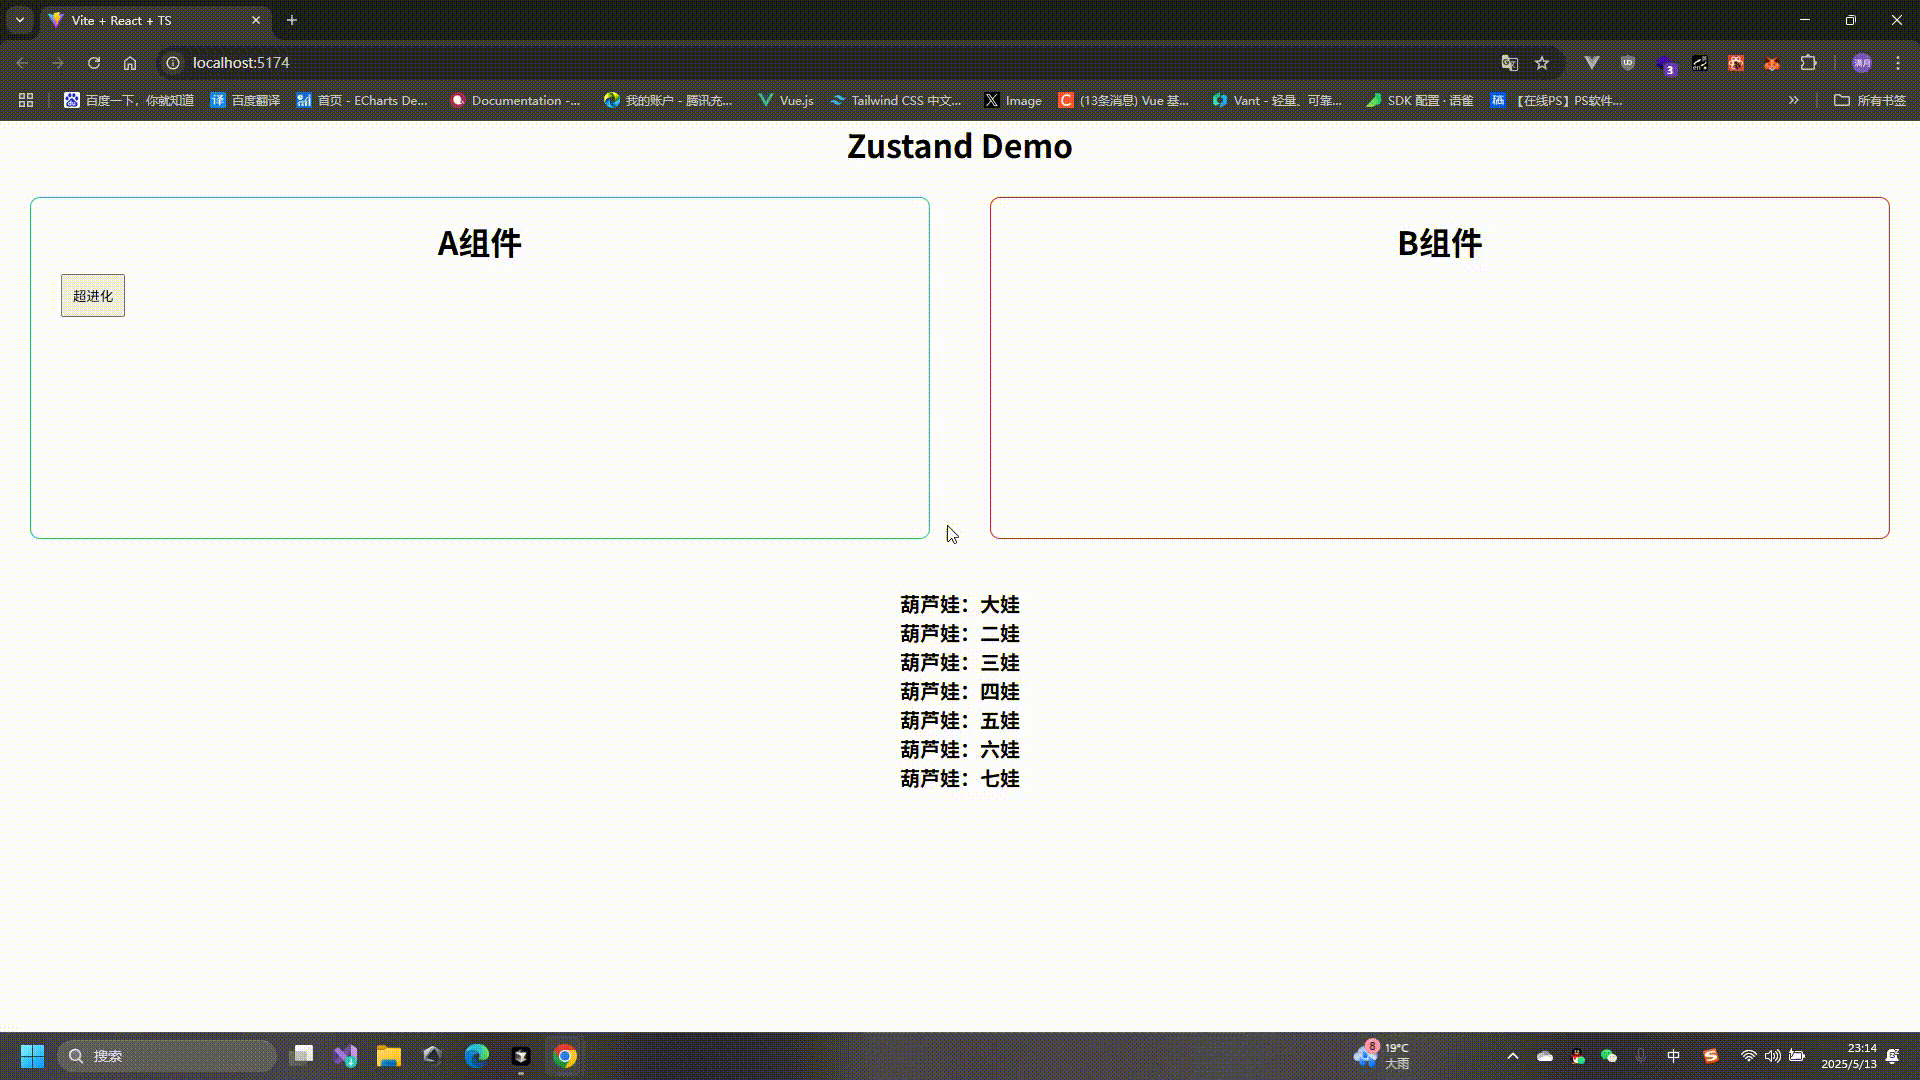 Vite + React + TS
localhost:5174
百度一下，你就知道
百度翻译
首页 - ECharts De...
Documentation -...
我的账户 - 腾讯充...
Vue.js
Tailwind CSS 中文...
Image
(13条消息) Vue 基...
Vant - 轻量、可靠...
SDK 配置 · 语雀
【在线PS】PS软件...
所有书签
Zustand Demo
A组件
超进化
B组件
葫芦娃：大娃
葫芦娃：二娃
葫芦娃：三娃
葫芦娃：四娃
葫芦娃：五娃
葫芦娃：六娃
葫芦娃：七娃
搜索
8
19°C
大雨
中
23:14
2025/5/13